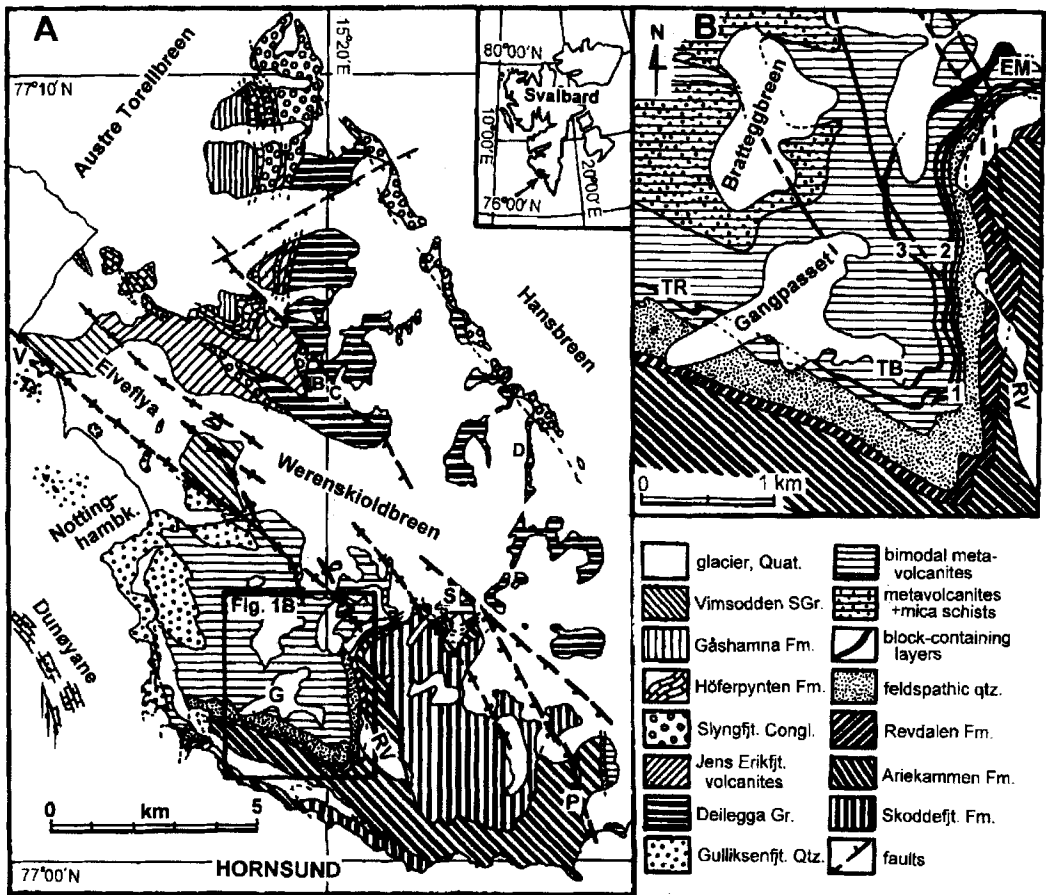 A
Austre Torellbreen
15°20'E
77°10'N
08°00'E
Svalbard
10°00'E
20°00'E
76°00'N
Hansbreen
V
Elveflya
B
C
D
Werenskioldbreen
Notting-
hambk.
Dunøyane
Fig. 1B
S
G
RV
P
0 km 5
HORNSUND
77°00'N
B
N
EM
Bratteggbreen
3 2
Gangpasset
TR
TB
1
RV
0 1 km
glacier, Quat.
Vimsodden SGr.
Gåshamna Fm.
Höferpynten Fm.
Slyngfjt. Congl.
Jens Erikfjt.
volcanites
Deilegga Gr.
Gulliksenfjt. Qtz.
bimodal meta-
volcanites
metavolcanites
+mica schists
block-containing
layers
feldspathic qtz.
Revdalen Fm.
Ariekammen Fm.
Skoddefjt. Fm.
faults